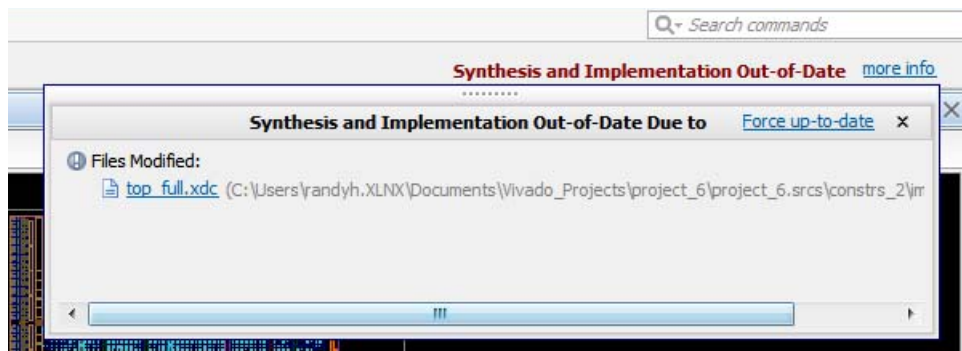 Search commands
Synthesis and Implementation Out-of-Date more info
Synthesis and Implementation Out-of-Date Due to Force up-to-date
Files Modified:
top_full.xdc (C:\Users\randyh.XLNX\Documents\Vivado_Projects\project_6\project_6.srcs\constrs_2\im